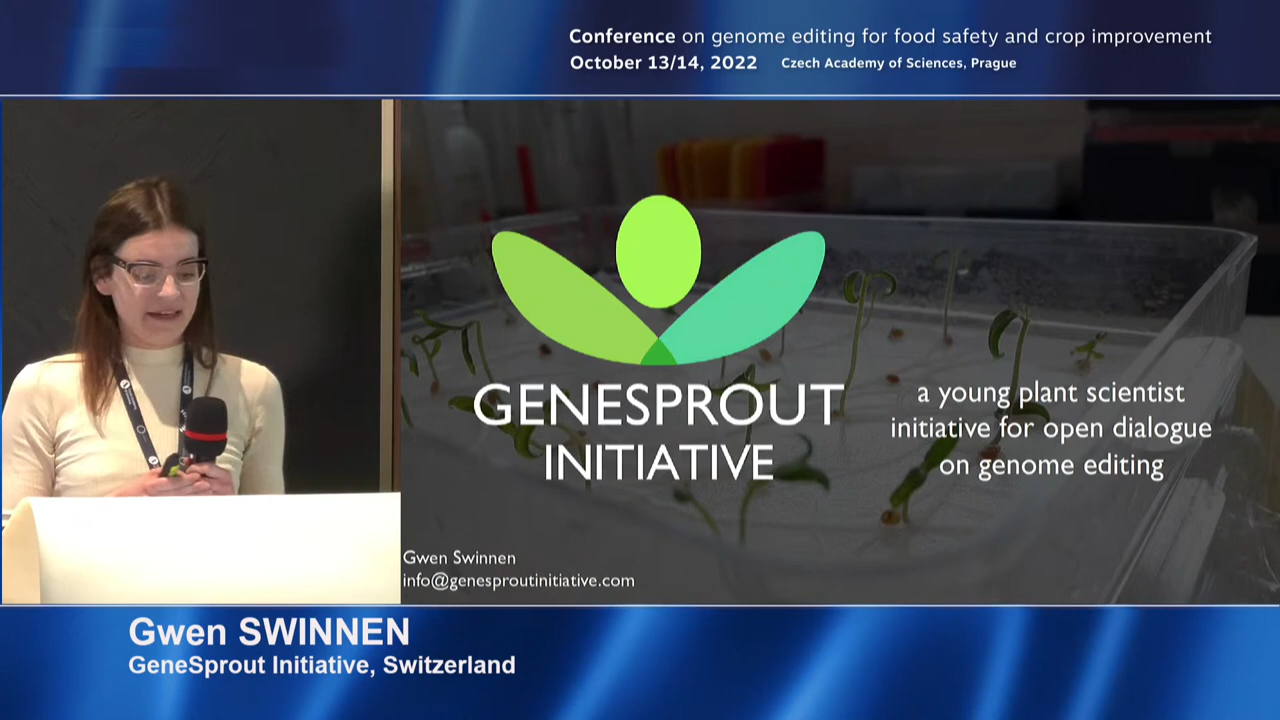 Conference on genome editing for food safety and crop improvement
October 13/14, 2022 Czech Academy of Sciences, Prague
GENESPROUT
INITIATIVE
a young plant scientist
initiative for open dialogue
on genome editing
Gwen Swinnen
info@genesproutinitiative.com
Gwen SWINNEN
GeneSprout Initiative, Switzerland